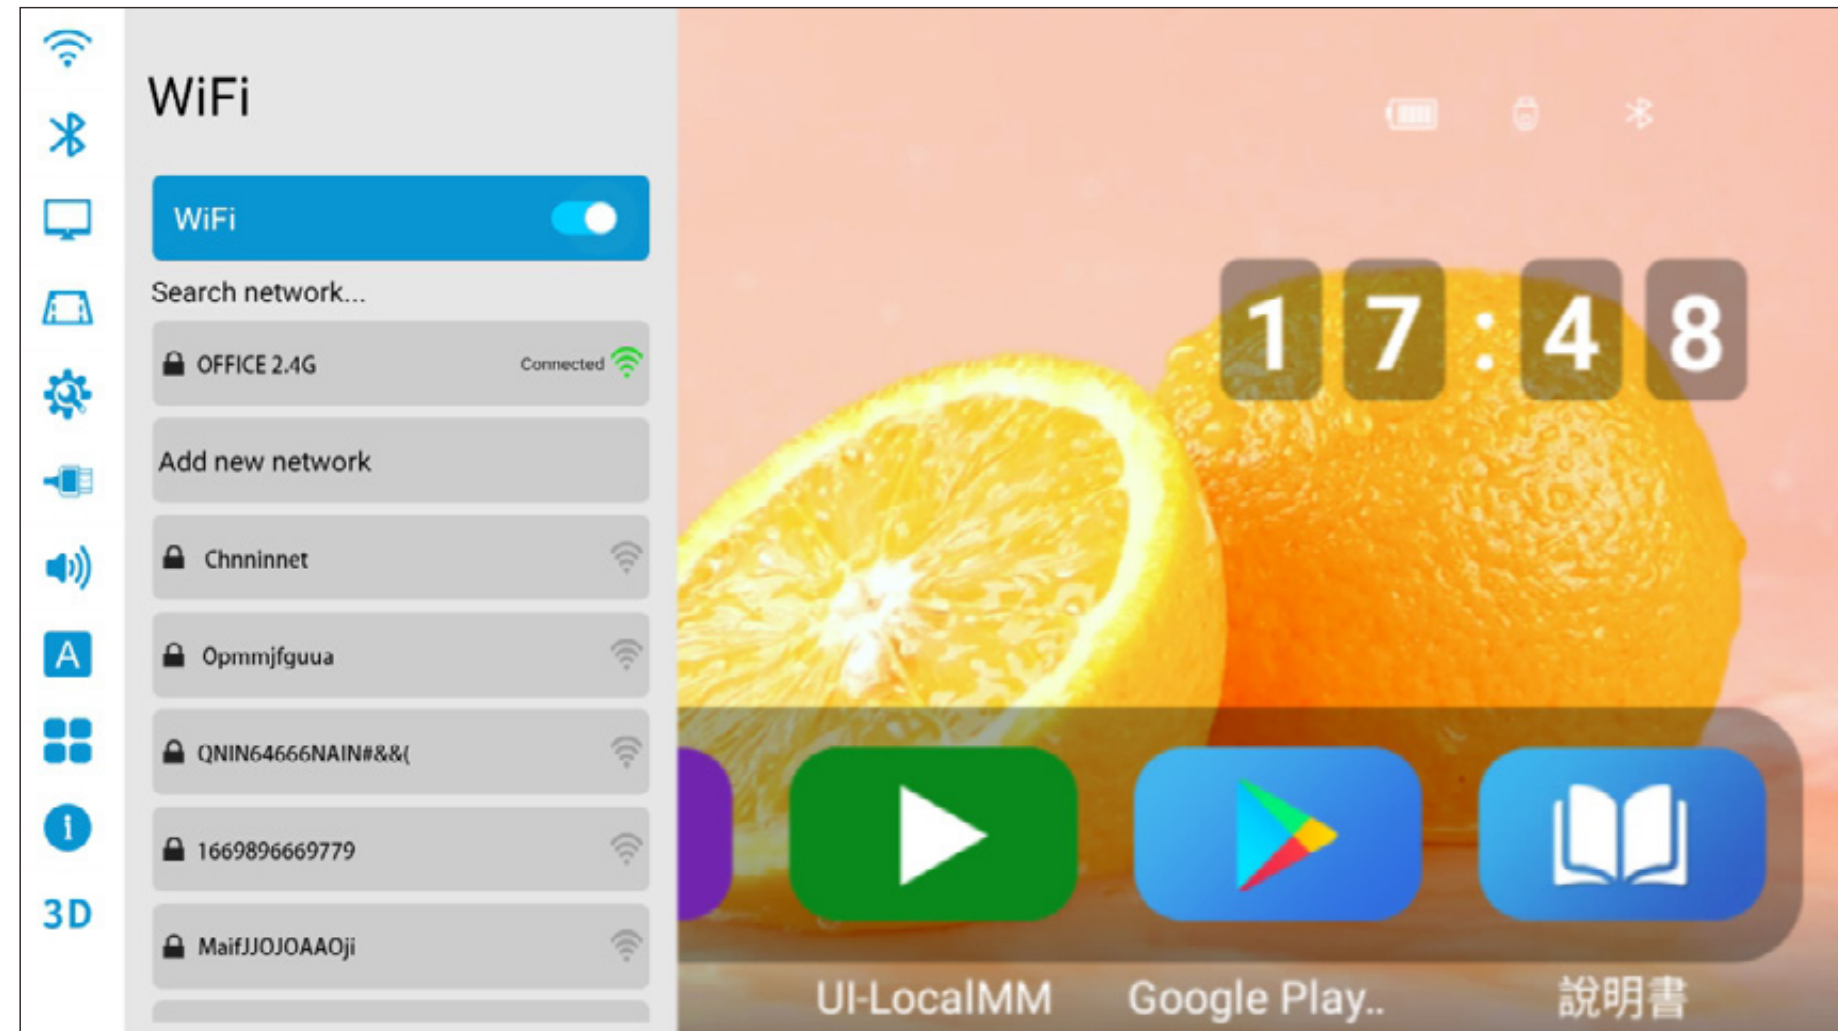 WiFi
WiFi
Search network...
OFFICE 2.4G Connected
Add new network
Chnninnet
Opmmjfguua
QNIN64666NAIN#&&(
1669896669779
MaifJJOJOAAOji
A
3D
17:48
UI-LocalMM
Google Play..
說明書